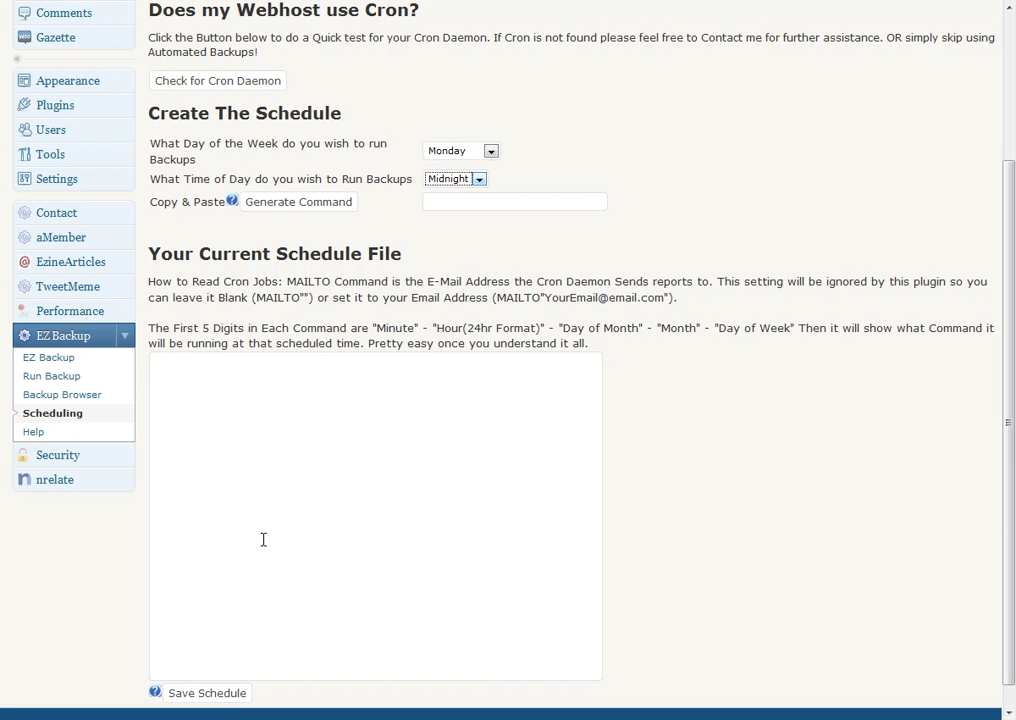 Comments
Gazette
Appearance
Plugins
Users
Tools
Settings
Contact
aMember
EzineArticles
TweetMeme
Performance
EZ Backup
EZ Backup
Run Backup
Backup Browser
Scheduling
Help
Security
nrelate
Does my Webhost use Cron?
Click the Button below to do a Quick test for your Cron Daemon. If Cron is not found please feel free to Contact me for further assistance. OR simply skip using
Automated Backups!
Check for Cron Daemon
Create The Schedule
What Day of the Week do you wish to run
Backups
Monday
What Time of Day do you wish to Run Backups
Midnight
Copy & Paste
Generate Command
Your Current Schedule File
How to Read Cron Jobs: MAILTO Command is the E-Mail Address the Cron Daemon Sends reports to. This setting will be ignored by this plugin so you
can leave it Blank (MAILTO"") or set it to your Email Address (MAILTO"YourEmail@email.com").
The First 5 Digits in Each Command are "Minute" - "Hour(24hr Format)" - "Day of Month" - "Month" - "Day of Week" Then it will show what Command it
will be running at that scheduled time. Pretty easy once you understand it all.
Save Schedule